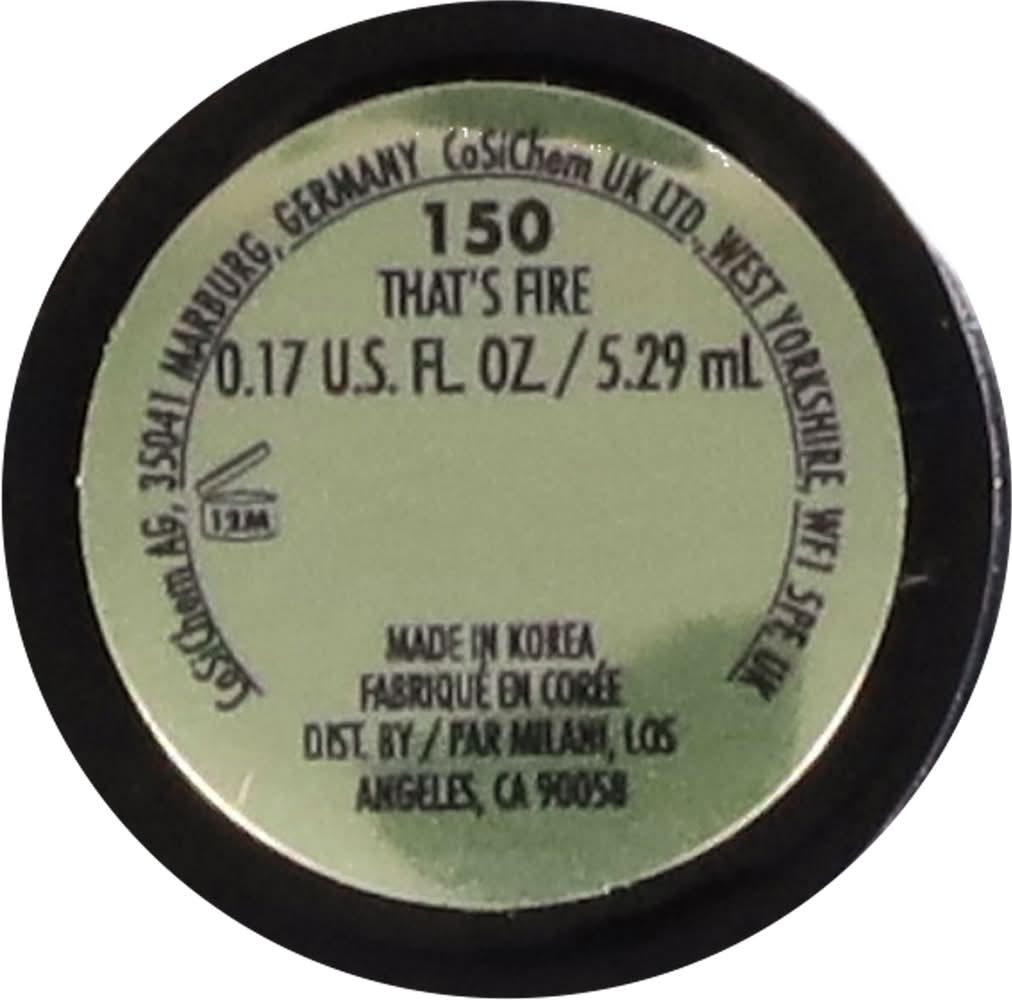 CoSiChem AG, 35041 MARBURG, GERMANY CoSiChem UK LTD., WEST YORKSHIRE, WF1 5PE, UK
150
THAT'S FIRE
0.17 U.S. FL. OZ. / 5.29 mL
12M
MADE IN KOREA
FABRIQUÉ EN CORÉE
DIST. BY / PAR MILANI, LOS
ANGELES, CA 90058